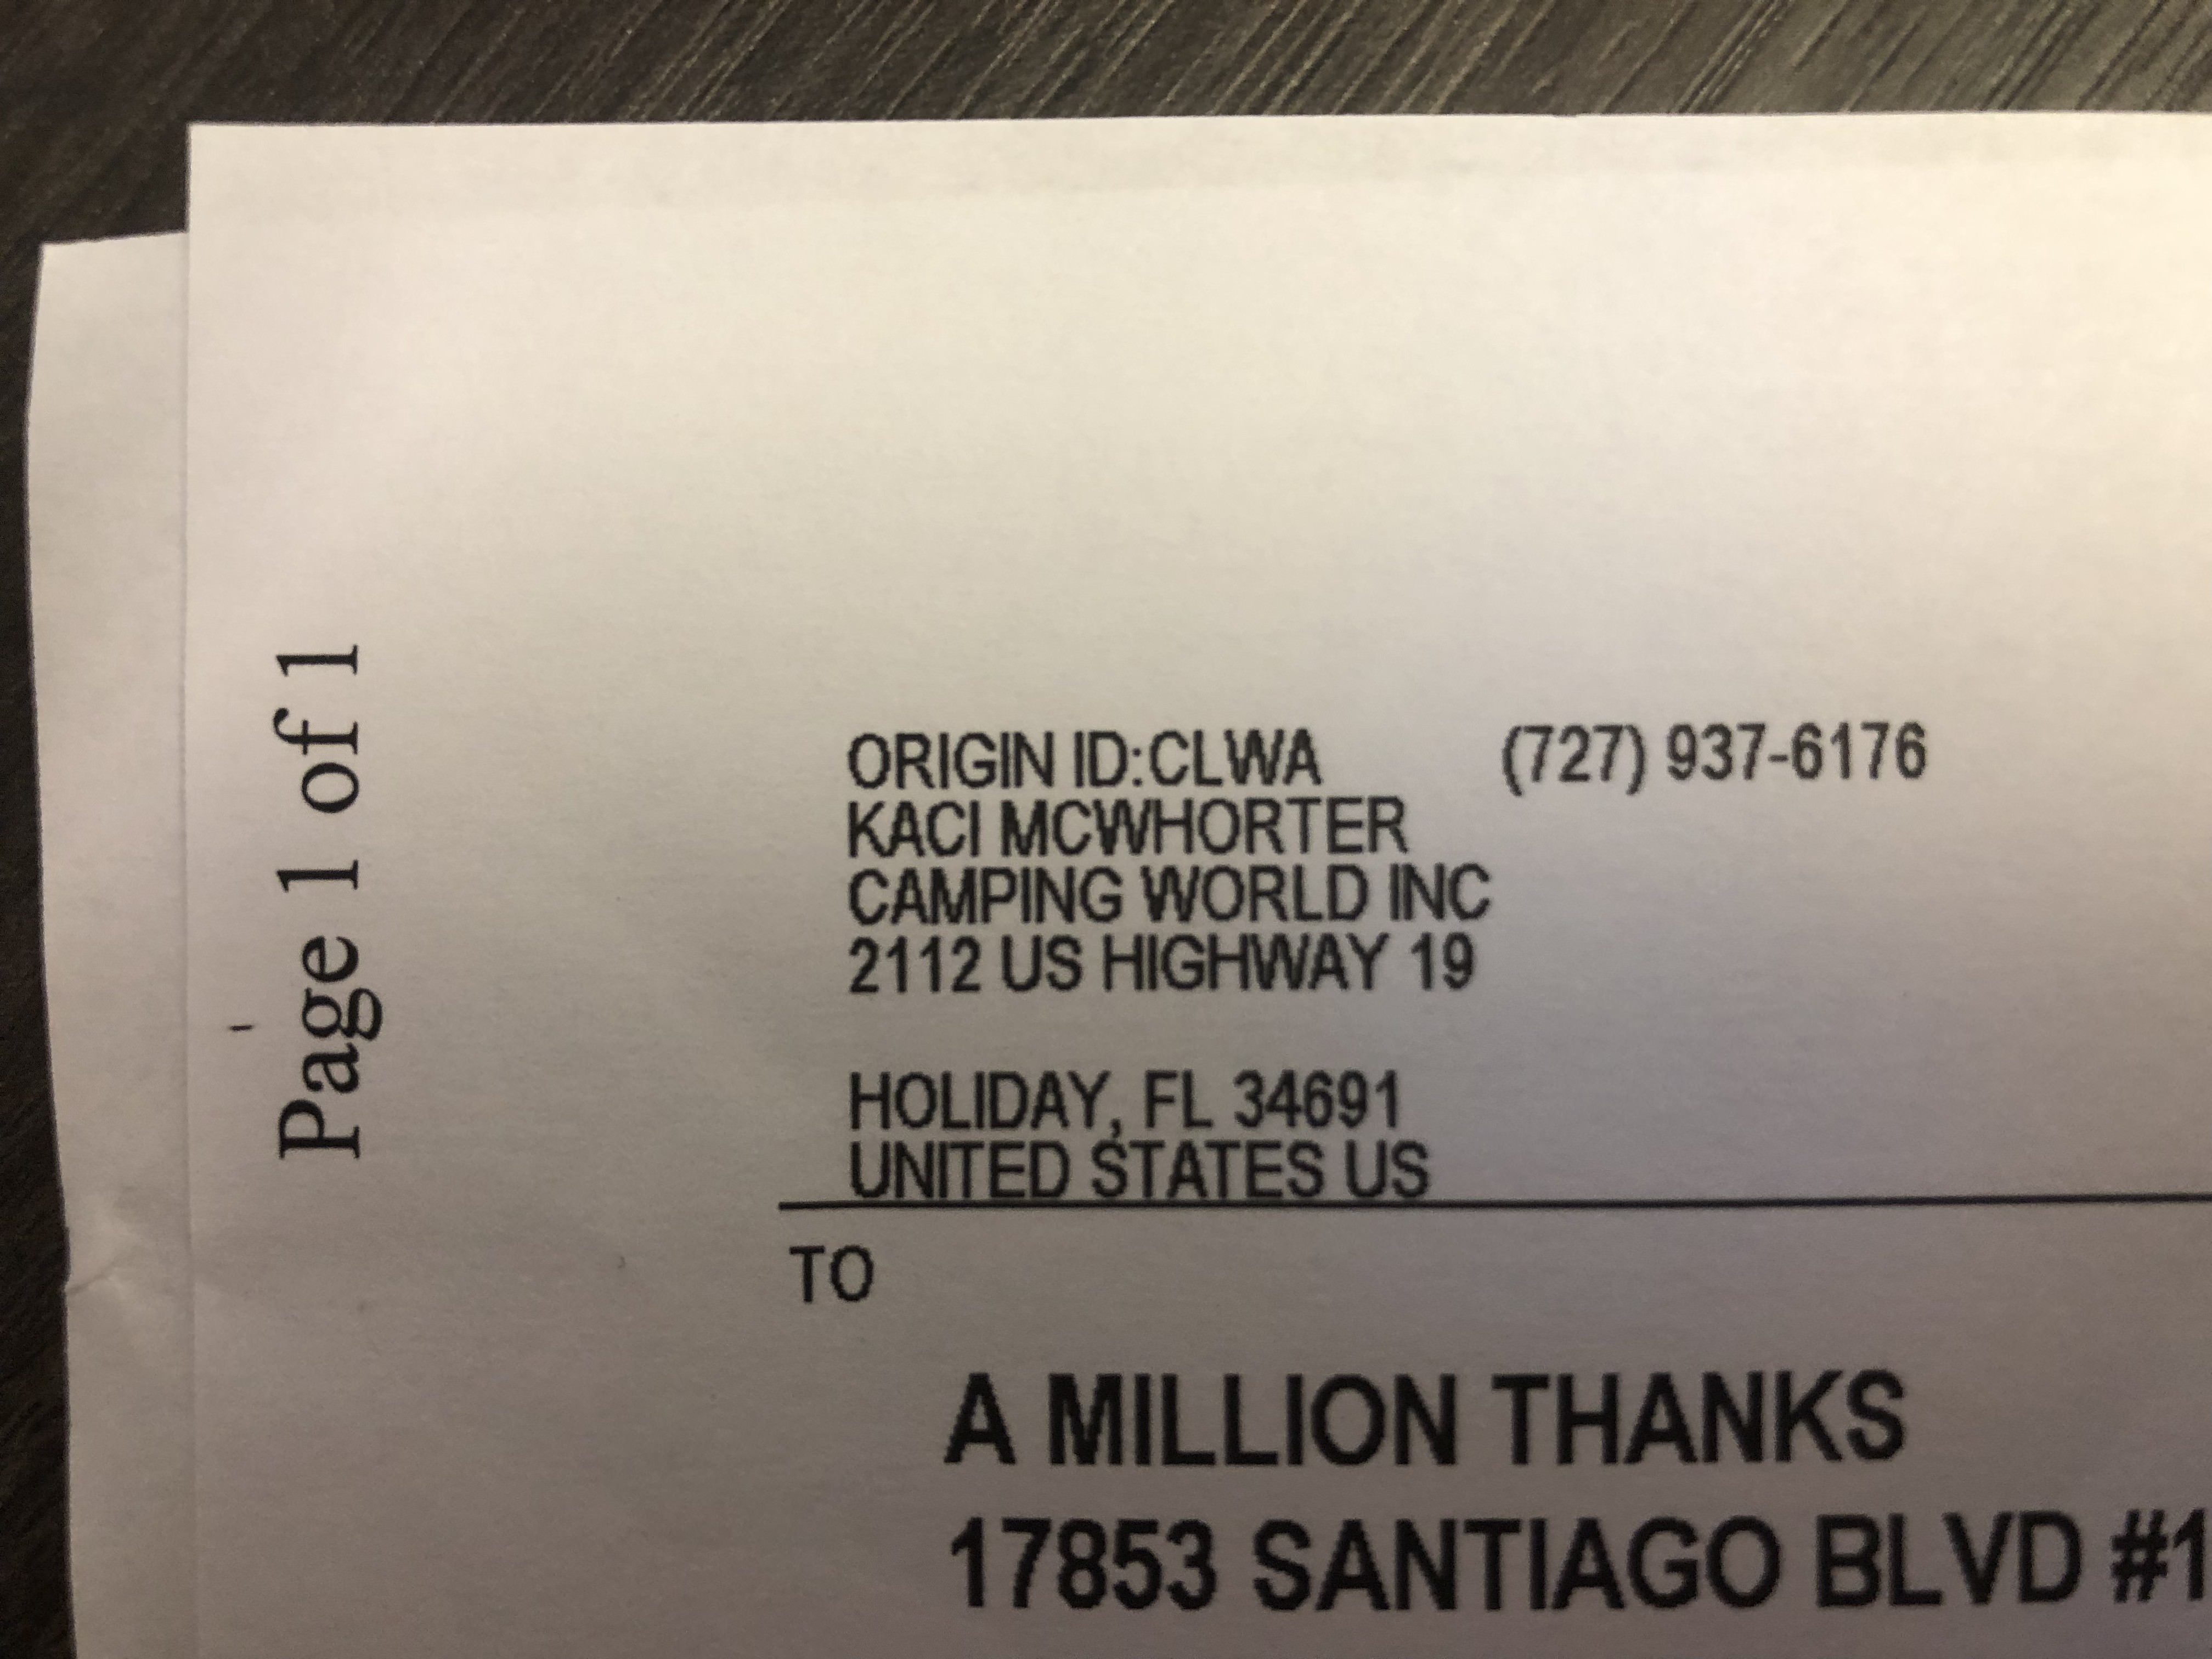 Page 1 of 1
ORIGIN ID:CLWA (727) 937-6176
KACI MCWHORTER
CAMPING WORLD INC
2112 US HIGHWAY 19
HOLIDAY, FL 34691
UNITED STATES US
TO
A MILLION THANKS
17853 SANTIAGO BLVD #1